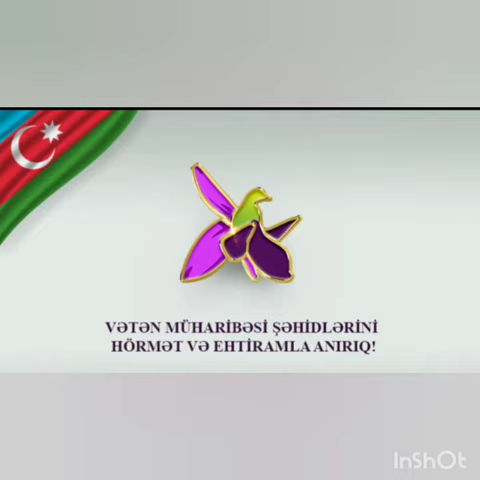 VƏTƏN MÜHARİBƏSİ ŞƏHİDLƏRİNİ
HÖRMƏT VƏ EHTİRAMLA ANIRIQ!
InShOt